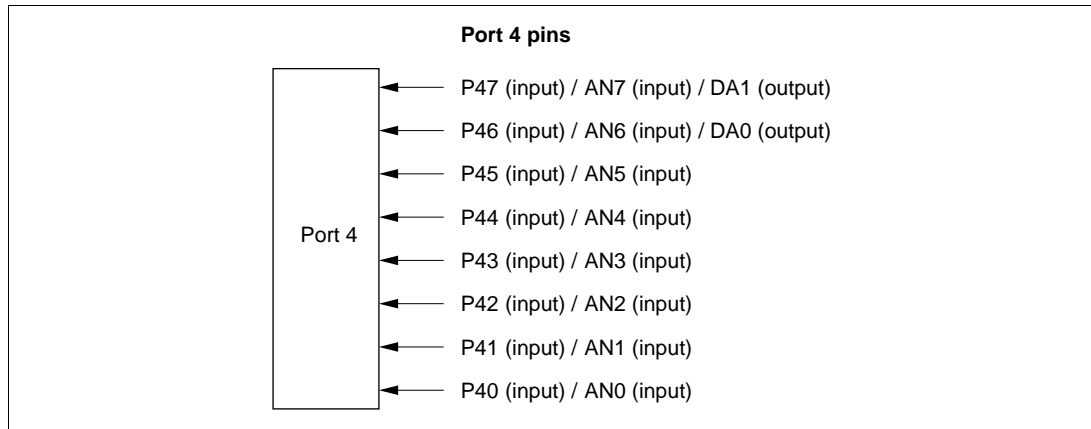 Port 4 pins
P47 (input) / AN7 (input) / DA1 (output)
P46 (input) / AN6 (input) / DA0 (output)
P45 (input) / AN5 (input)
P44 (input) / AN4 (input)
Port 4
P43 (input) / AN3 (input)
P42 (input) / AN2 (input)
P41 (input) / AN1 (input)
P40 (input) / AN0 (input)